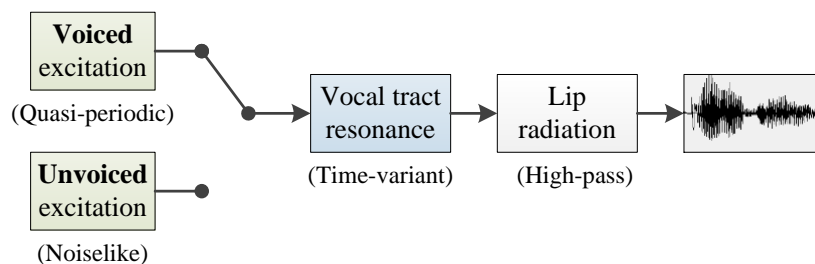 Voiced
excitation
(Quasi-periodic)
Unvoiced
excitation
(Noiselike)
Vocal tract
resonance
(Time-variant)
Lip
radiation
(High-pass)